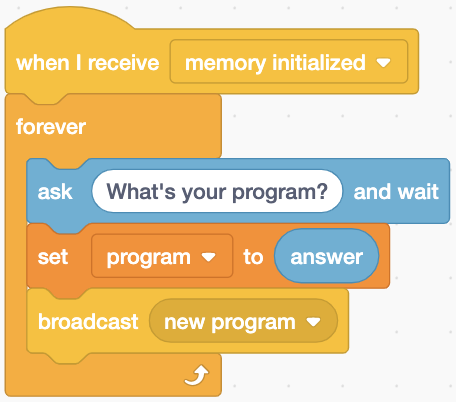 when I receive memory initialized
forever
ask What's your program? and wait
set program to answer
broadcast new program